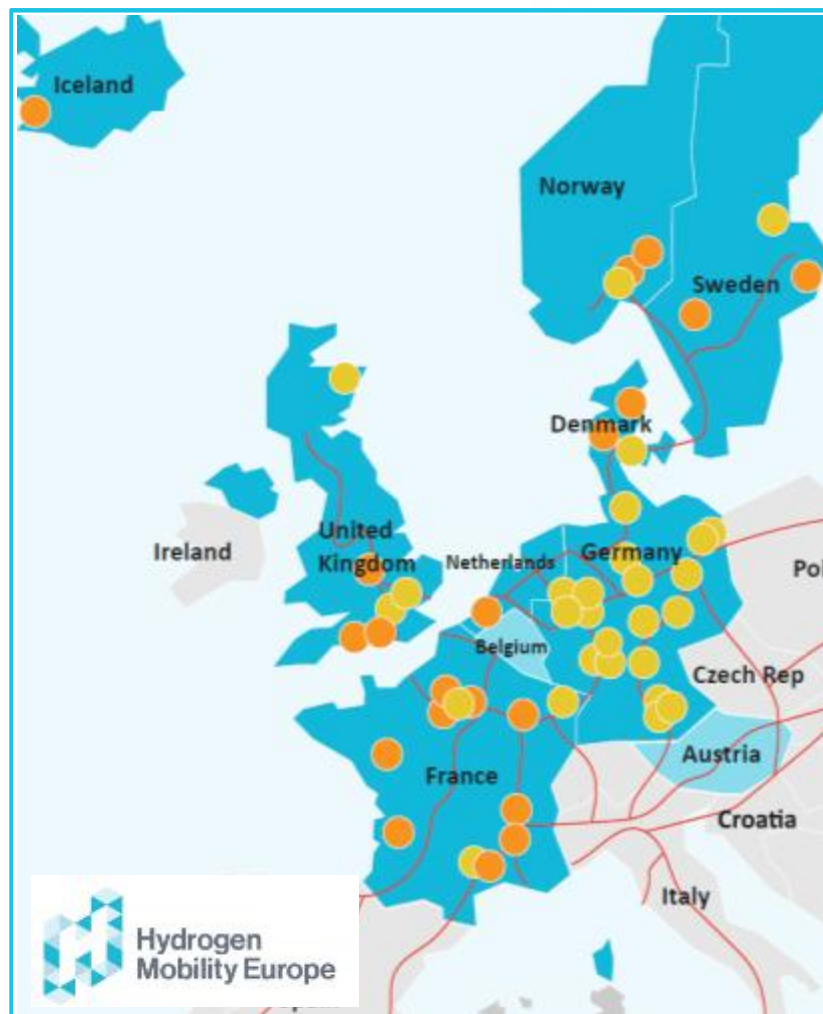 Iceland
Norway
Sweden
Denmark
United
Kingdom
Ireland
Netherlands
Germany
Belgium
Czech Rep
Austria
France
Croatia
Italy
Hydrogen
Mobility Europe